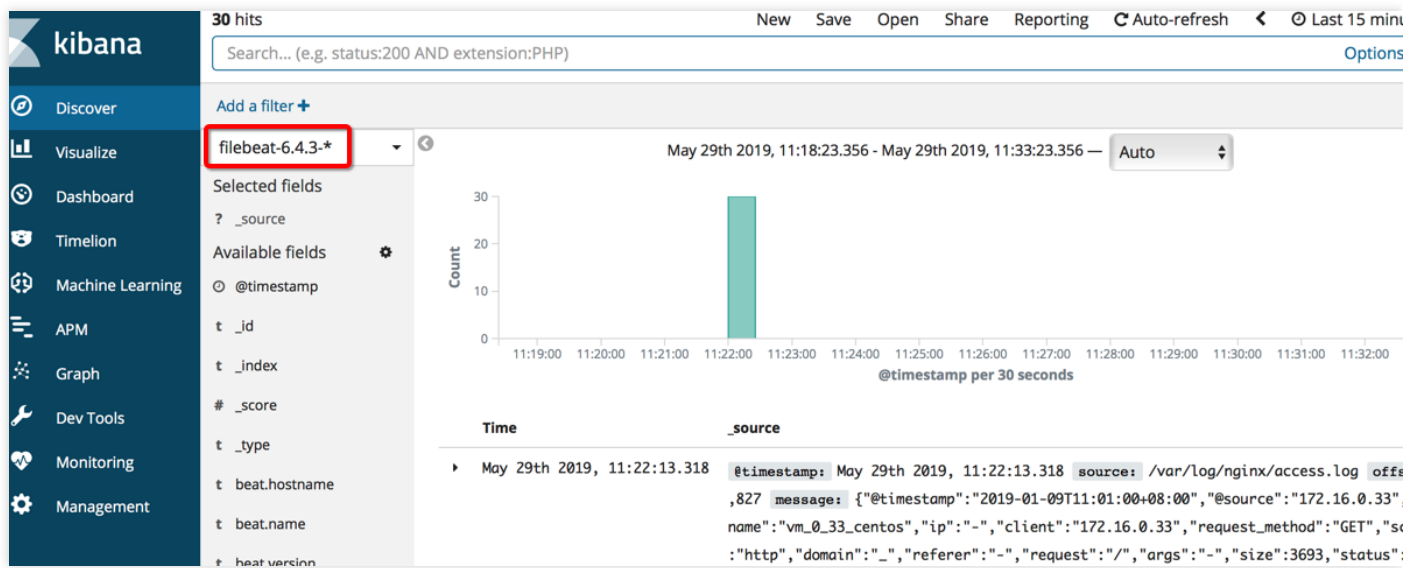 kibana
Discover
Visualize
Dashboard
Timelion
Machine Learning
APM
Graph
Dev Tools
Monitoring
Management
30 hits
New Save Open Share Reporting Auto-refresh Last 15 minu
Search... (e.g. status:200 AND extension:PHP)
Options
Add a filter +
filebeat-6.4.3-*
Selected fields
? _source
Available fields
@timestamp
t _id
t _index
# _score
t _type
t beat.hostname
t beat.name
t beat.version
May 29th 2019, 11:18:23.356 - May 29th 2019, 11:33:23.356 — Auto
Count
30
20
10
0
11:19:00 11:20:00 11:21:00 11:22:00 11:23:00 11:24:00 11:25:00 11:26:00 11:27:00 11:28:00 11:29:00 11:30:00 11:31:00 11:32:00
@timestamp per 30 seconds
Time _source
May 29th 2019, 11:22:13.318 @timestamp: May 29th 2019, 11:22:13.318 source: /var/log/nginx/access.log offs
,827 message: {"@timestamp":"2019-01-09T11:01:00+08:00","@source":"172.16.0.33",
name":"vm_0_33_centos","ip":"-","client":"172.16.0.33","request_method":"GET","sc
:"http","domain":"_","referer":"-","request":"/","args":"-","size":3693,"status":